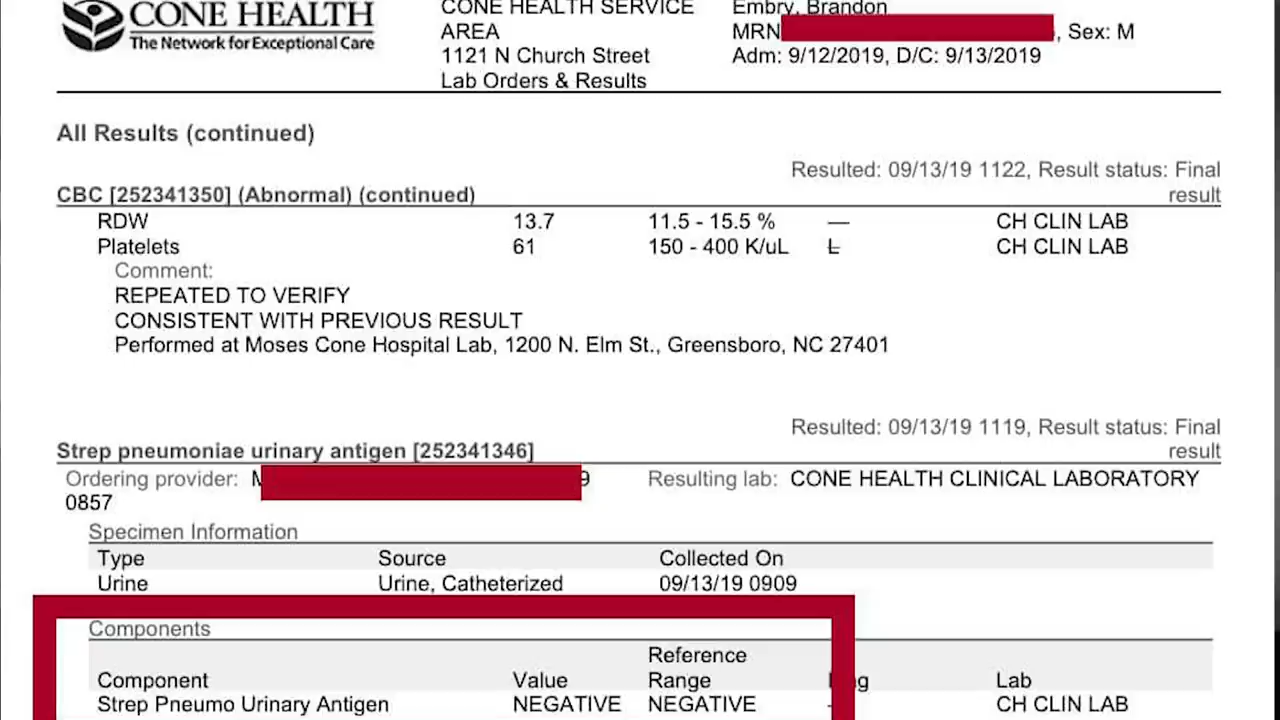 CONE HEALTH
The Network for Exceptional Care
CONE HEALTH SERVICE
AREA
1121 N Church Street
Lab Orders & Results
Embry, Brandon
MRN , Sex: M
Adm: 9/12/2019, D/C: 9/13/2019
All Results (continued)
Resulted: 09/13/19 1122, Result status: Final
CBC [252341350] (Abnormal) (continued) result
RDW 13.7 11.5 - 15.5 % — CH CLIN LAB
Platelets 61 150 - 400 K/uL L CH CLIN LAB
Comment:
REPEATED TO VERIFY
CONSISTENT WITH PREVIOUS RESULT
Performed at Moses Cone Hospital Lab, 1200 N. Elm St., Greensboro, NC 27401
Resulted: 09/13/19 1119, Result status: Final
Strep pneumoniae urinary antigen [252341346] result
Ordering provider: 9 Resulting lab: CONE HEALTH CLINICAL LABORATORY
0857
Specimen Information
Type Source Collected On
Urine Urine, Catheterized 09/13/19 0909
Components
Reference
Component Value Range Lab
Strep Pneumo Urinary Antigen NEGATIVE NEGATIVE CH CLIN LAB